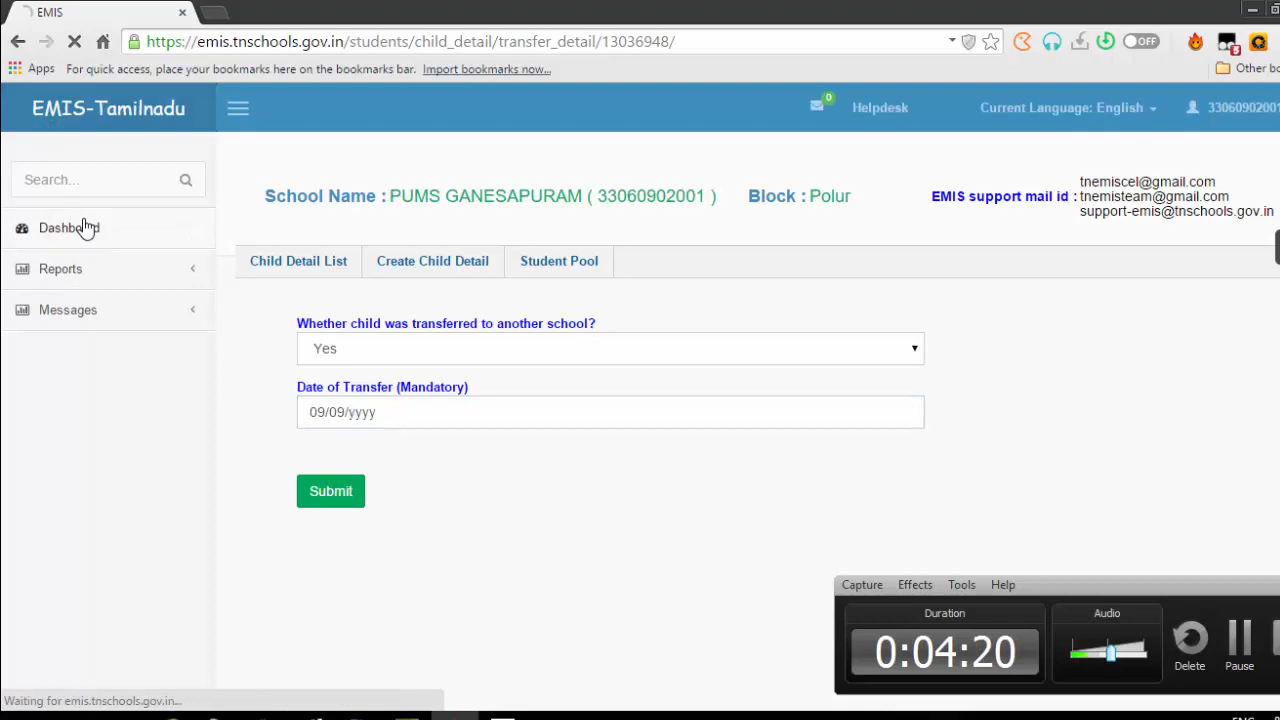 EMIS
https://emis.tnschools.gov.in/students/child_detail/transfer_detail/13036948/
OFF
3
Apps For quick access, place your bookmarks here on the bookmarks bar. Import bookmarks now...
Other bo
EMIS-Tamilnadu
0
Helpdesk
Current Language: English
33060902001
Search...
School Name : PUMS GANESAPURAM ( 33060902001 )
Block : Polur
EMIS support mail id :
tnemiscel@gmail.com
tnemisteam@gmail.com
support-emis@tnschools.gov.in
Dashboard
Reports
Messages
Child Detail List
Create Child Detail
Student Pool
Whether child was transferred to another school?
Yes
Date of Transfer (Mandatory)
09/09/yyyy
Submit
Capture Effects Tools Help
Duration
0:04:20
Audio
Delete
Pause
Waiting for emis.tnschools.gov.in...